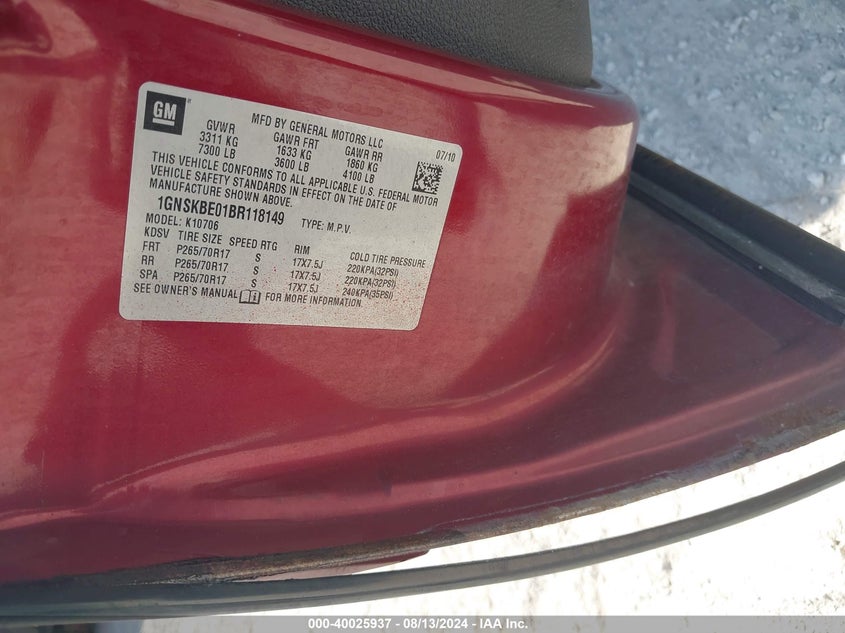 GM
MFD BY GENERAL MOTORS LLC
GVWR GAWR FRT GAWR RR 07/10
3311 KG 1633 KG 1860 KG
7300 LB 3600 LB 4100 LB
THIS VEHICLE CONFORMS TO ALL APPLICABLE U.S. FEDERAL MOTOR
VEHICLE SAFETY STANDARDS IN EFFECT ON THE DATE OF
MANUFACTURE SHOWN ABOVE.
1GNSKBE01BR118149 TYPE: M.P.V.
MODEL: K10706
KDSV TIRE SIZE SPEED RTG RIM COLD TIRE PRESSURE
FRT P265/70R17 S 17X7.5J 220KPA(32PSI)
RR P265/70R17 S 17X7.5J 220KPA(32PSI)
SPA P265/70R17 S 17X7.5J 240KPA(35PSI)
SEE OWNERS MANUAL FOR MORE INFORMATION.
000-40025937 - 08/13/2024 - IAA, Inc.